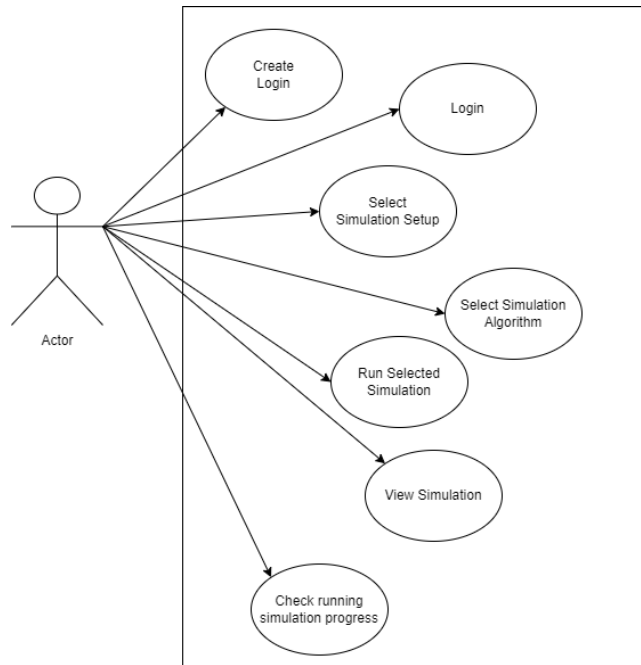 Create
Login
Login
Select
Simulation Setup
Select Simulation
Algorithm
Actor
Run Selected
Simulation
View Simulation
Check running
simulation progress